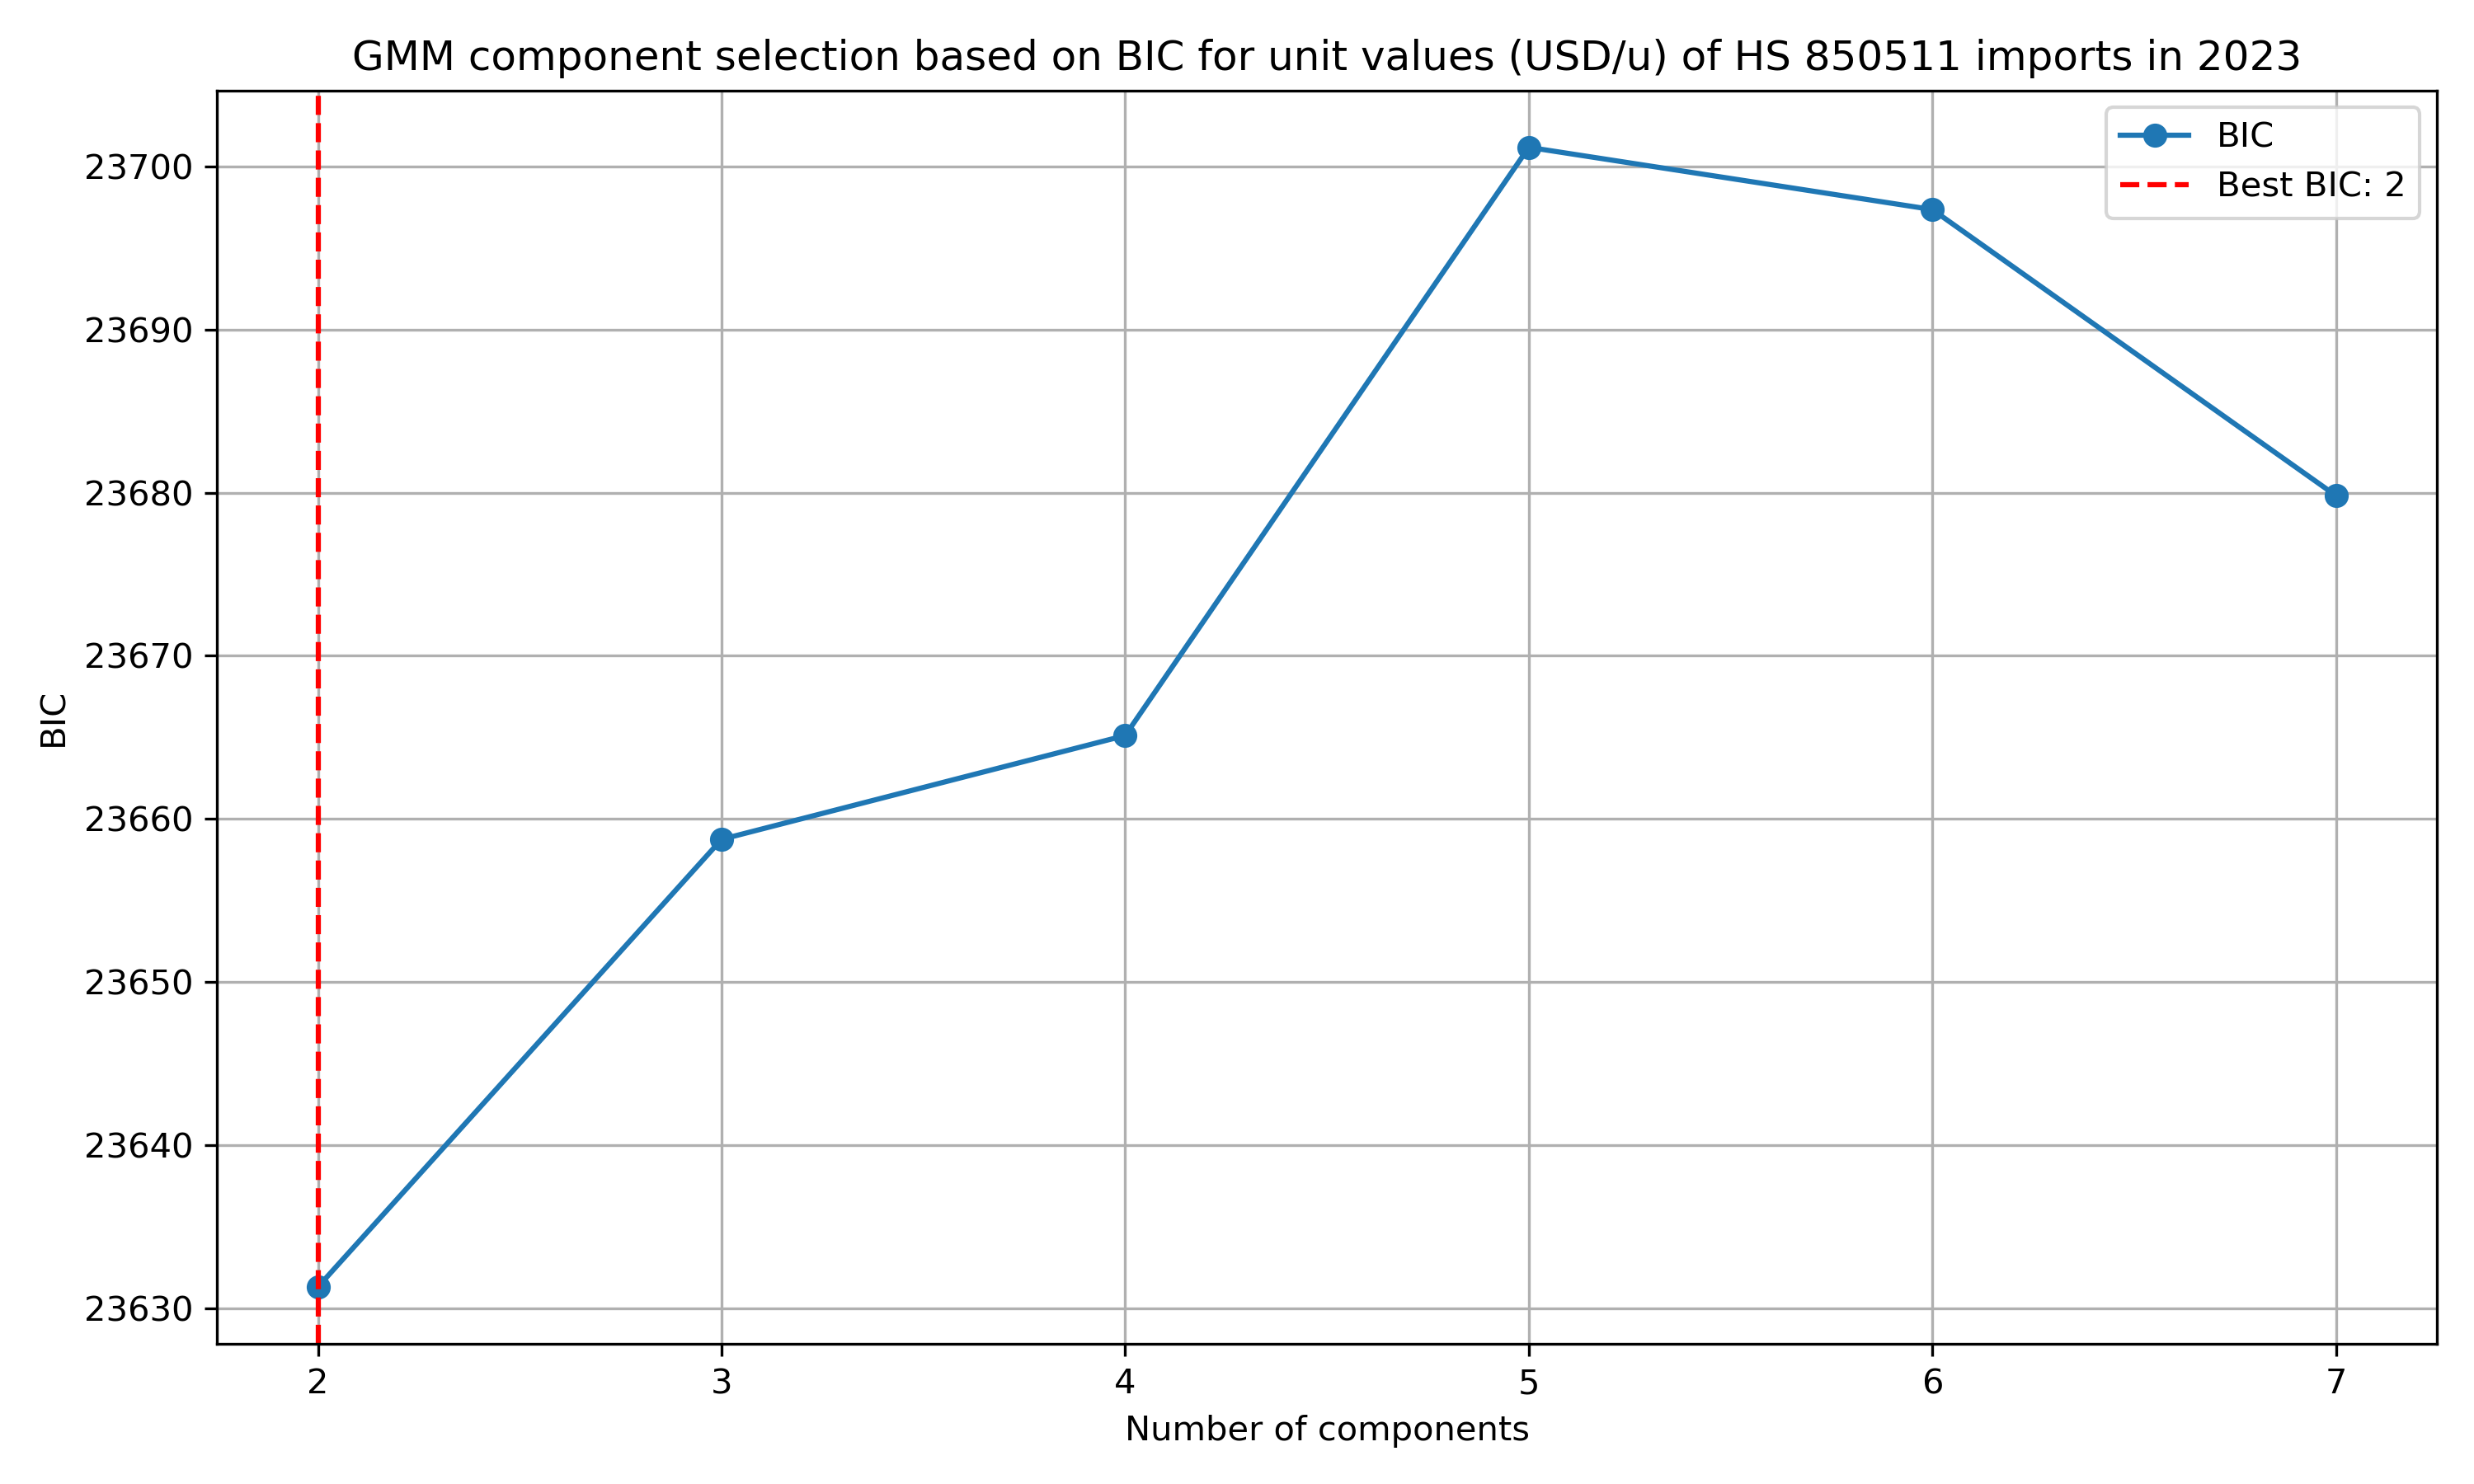 GMM component selection based on BIC for unit values (USD/u) of HS 850511 imports in 2023
BIC
Best BIC: 2
23700
23690
23680
23670
23660
23650
23640
23630
BIC
2 3 4 5 6 7
Number of components